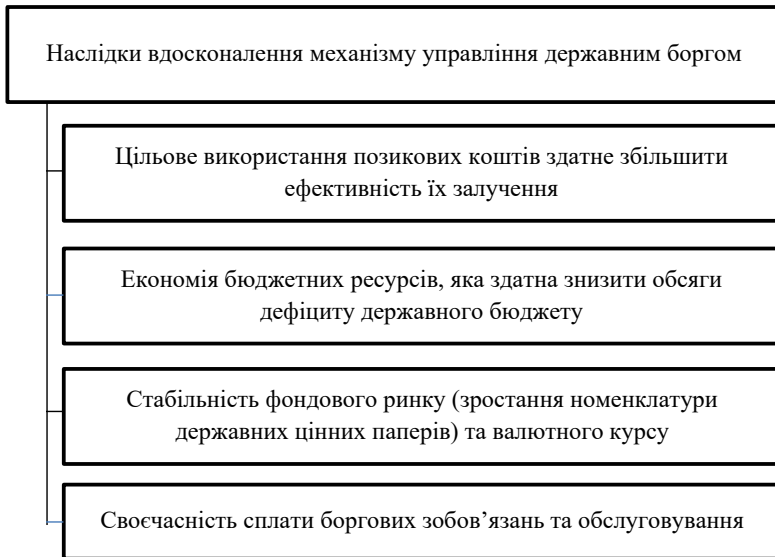 Наслідки вдосконалення механізму управління державним боргом
Цільове використання позикових коштів здатне збільшити
ефективність їх залучення
Економія бюджетних ресурсів, яка здатна знизити обсяги
дефіциту державного бюджету
Стабільність фондового ринку (зростання номенклатури
державних цінних паперів) та валютного курсу
Своєчасність сплати боргових зобов’язань та обслуговування